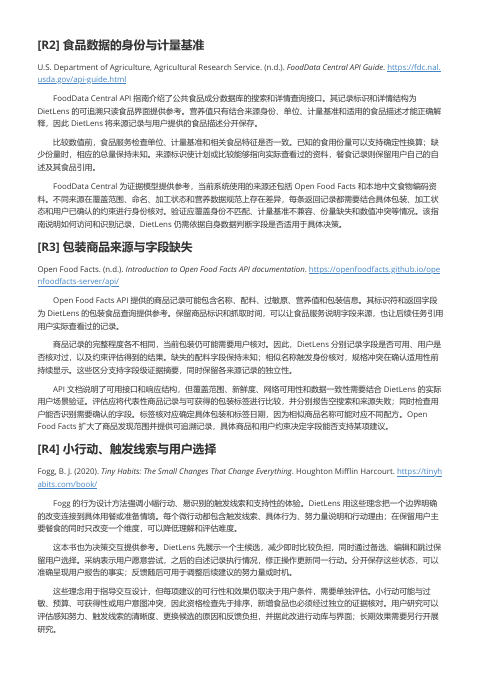 [R2] 食品数据的身份与计量基准
U.S. Department of Agriculture, Agricultural Research Service. (n.d.). FoodData Central API Guide. https://fdc.nal.
usda.gov/api-guide.html
FoodData Central API 指南介绍了公共食品成分数据库的搜索和详情查询接口。其记录标识和详情结构为
DietLens 的可追溯只读食品界面提供参考。营养值只有结合来源身份、单位、计量基准和适用的食品描述才能正确解
释，因此 DietLens 将来源记录与用户提供的食品描述分开保存。
比较数值前，食品服务检查单位、计量基准和相关食品特征是否一致。已知的食用份量可以支持确定性换算；缺
少份量时，相应的总量保持未知。来源标识使计划或比较能够指向实际查看过的资料，餐食记录则保留用户自己的自
述及其食品引用。
FoodData Central 为证据模型提供参考，当前系统使用的来源还包括 Open Food Facts 和本地中文食物编码资
料。不同来源在覆盖范围、命名、加工状态和营养数据规范上存在差异，每条返回记录都需要结合具体包装、加工状
态和用户已确认的约束进行身份核对。验证应覆盖身份不匹配、计量基准不兼容、份量缺失和数值冲突等情况。该指
南说明如何访问和识别记录，DietLens 仍需依据自身数据判断字段是否适用于具体决策。
[R3] 包装商品来源与字段缺失
Open Food Facts. (n.d.). Introduction to Open Food Facts API documentation. https://openfoodfacts.github.io/ope
nfoodfacts-server/api/
Open Food Facts API 提供的商品记录可能包含名称、配料、过敏原、营养值和包装信息。其标识符和返回字段
为 DietLens 的包装食品查询提供参考。保留商品标识和抓取时间，可以让食品服务说明字段来源，也让后续任务引用
用户实际查看过的记录。
商品记录的完整程度各不相同，当前包装仍可能需要用户核对。因此，DietLens 分别记录字段是否可用、用户是
否核对过，以及约束评估得到的结果。缺失的配料字段保持未知；相似名称触发身份核对，规格冲突在确认适用性前
持续显示。这些区分支持字段级证据摘要，同时保留各来源记录的独立性。
API 文档说明了可用接口和响应结构，但覆盖范围、新鲜度、网络可用性和数据一致性需要结合 DietLens 的实际
用户场景验证。评估应将代表性商品记录与可获得的包装标签进行比较，并分别报告空搜索和来源失败；同时检查用
户能否识别需要确认的字段。标签核对应确定具体包装和标签日期，因为相似商品名称可能对应不同配方。Open
Food Facts 扩大了商品发现范围并提供可追溯记录，具体商品和用户约束决定字段能否支持某项建议。
[R4] 小行动、触发线索与用户选择
Fogg, B. J. (2020). Tiny Habits: The Small Changes That Change Everything. Houghton Mifflin Harcourt. https://tinyh
abits.com/book/
Fogg 的行为设计方法强调小幅行动、易识别的触发线索和支持性的体验。DietLens 用这些理念把一个边界明确
的改变连接到具体用餐或准备情境。每个微行动都包含触发线索、具体行为、努力量说明和行动理由；在保留用户主
要餐食的同时只改变一个维度，可以降低理解和评估难度。
这本书也为决策交互提供参考。DietLens 先展示一个主候选，减少即时比较负担，同时通过备选、编辑和跳过保
留用户选择。采纳表示用户愿意尝试，之后的自述记录执行情况，修正操作更新同一行动。分开保存这些状态，可以
准确呈现用户报告的事实；反馈随后可用于调整后续建议的努力量或时机。
这些理念用于指导交互设计，但每项建议的可行性和效果仍取决于用户条件，需要单独评估。小行动可能与过
敏、预算、可获得性或用户意图冲突，因此资格检查先于排序，新增食品也必须经过独立的证据核对。用户研究可以
评估感知努力、触发线索的清晰度、更换候选的原因和反馈负担，并据此改进行动库与界面；长期效果需要另行开展
研究。